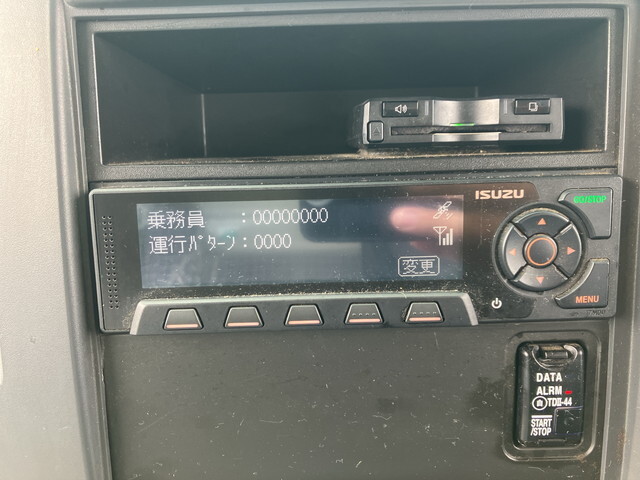 ISUZU
乗務員　：00000000
運行ﾊﾟﾀｰﾝ：0000
変更
MENU
DATA
ALRM
TDⅡ-44
START
/STOP